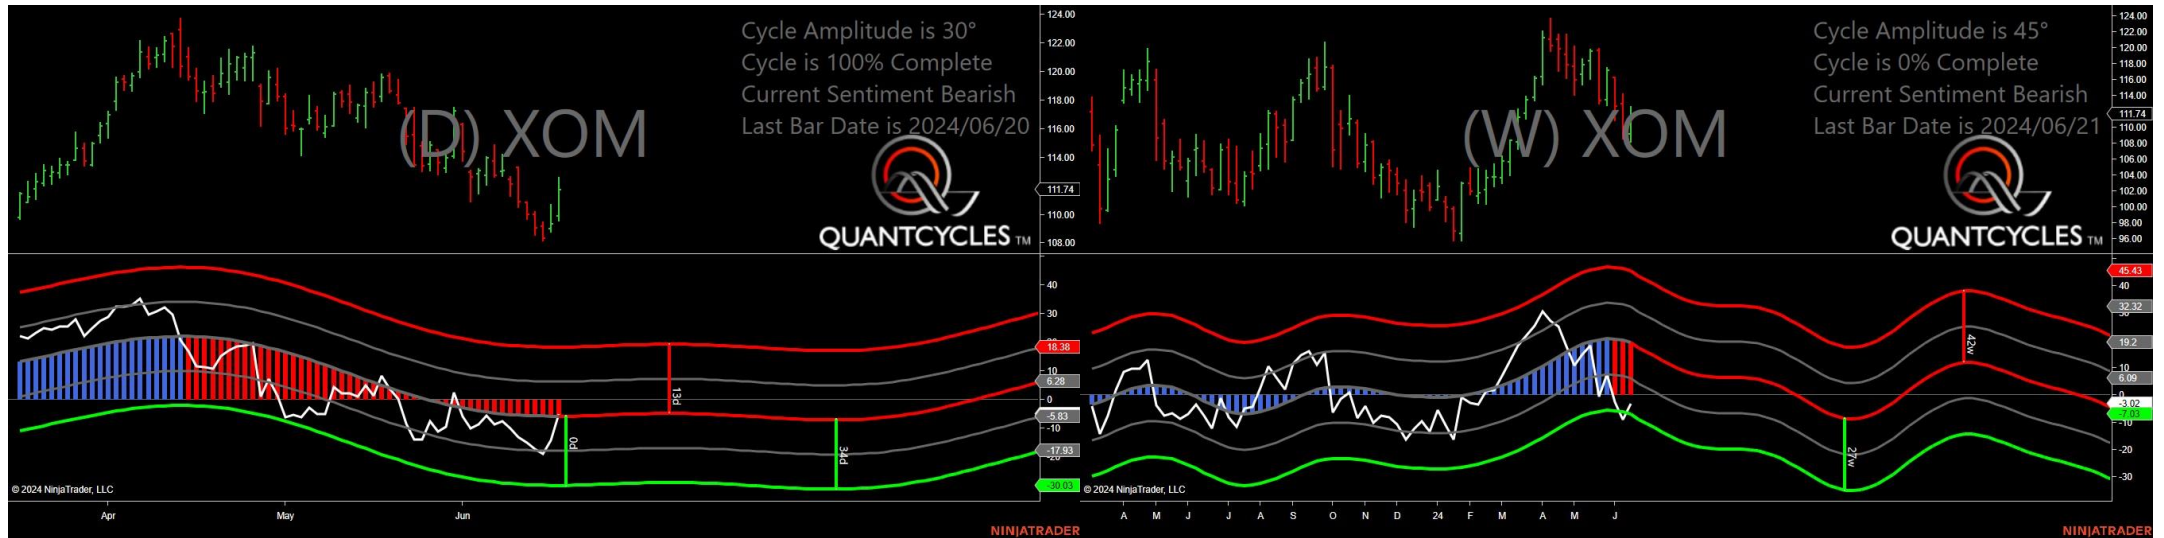 Cycle Amplitude is 30°
Cycle is 100% Complete
Current Sentiment Bearish
Last Bar Date is 2024/06/20
(D) XOM
QUANTCYCLES TM
124.00
122.00
120.00
118.00
116.00
114.00
111.74
110.00
108.00
40
30
18.38
10
6.28
0
-5.83
-10
-17.93
-20
-30.03
13d
0d
34d
© 2024 NinjaTrader, LLC
Apr May Jun
NINJATRADER
Cycle Amplitude is 45°
Cycle is 0% Complete
Current Sentiment Bearish
Last Bar Date is 2024/06/21
(W) XOM
QUANTCYCLES TM
124.00
122.00
120.00
118.00
116.00
114.00
111.74
110.00
108.00
106.00
104.00
102.00
100.00
98.00
96.00
45.43
40
32.32
30
19.2
10
6.09
0
-3.02
-7.03
-10
-20
-30
42w
27w
© 2024 NinjaTrader, LLC
A M J J A S O N D 24 F M A M J
NINJATRADER